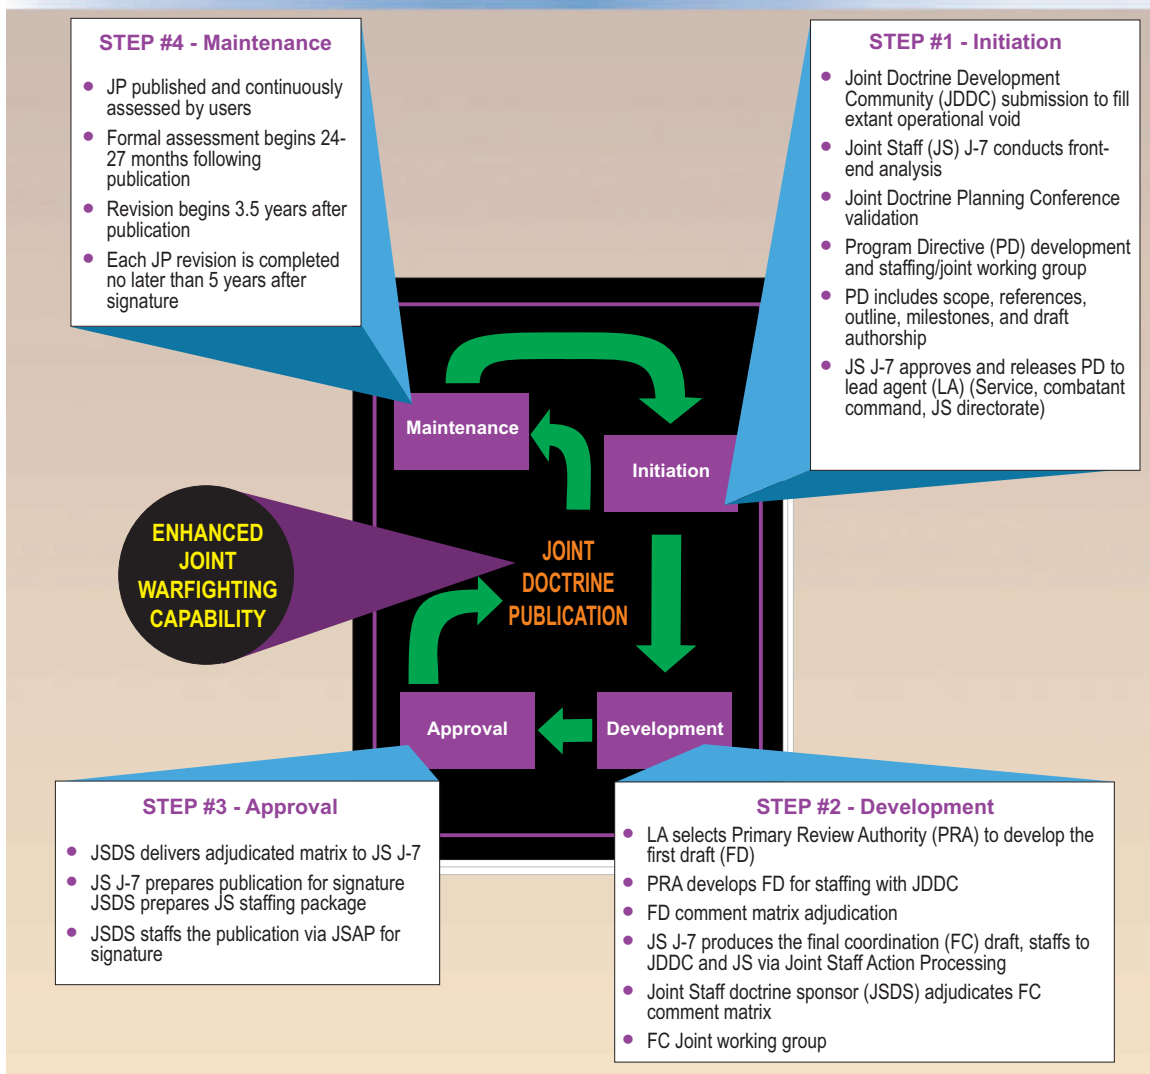 STEP #4 - Maintenance
• JP published and continuously
assessed by users
• Formal assessment begins 24-
27 months following
publication
• Revision begins 3.5 years after
publication
• Each JP revision is completed
no later than 5 years after
signature
STEP #1 - Initiation
• Joint Doctrine Development
Community (JDDC) submission to fill
extant operational void
• Joint Staff (JS) J-7 conducts front-
end analysis
• Joint Doctrine Planning Conference
validation
• Program Directive (PD) development
and staffing/joint working group
• PD includes scope, references,
outline, milestones, and draft
authorship
• JS J-7 approves and releases PD to
lead agent (LA) (Service, combatant
command, JS directorate)
Maintenance
Initiation
ENHANCED
JOINT
WARFIGHTING
CAPABILITY
JOINT
DOCTRINE
PUBLICATION
Approval
Development
STEP #3 - Approval
• JSDS delivers adjudicated matrix to JS J-7
• JS J-7 prepares publication for signature
JSDS prepares JS staffing package
• JSDS staffs the publication via JSAP for
signature
STEP #2 - Development
• LA selects Primary Review Authority (PRA) to develop the
first draft (FD)
• PRA develops FD for staffing with JDDC
• FD comment matrix adjudication
• JS J-7 produces the final coordination (FC) draft, staffs to
JDDC and JS via Joint Staff Action Processing
• Joint Staff doctrine sponsor (JSDS) adjudicates FC
comment matrix
• FC Joint working group